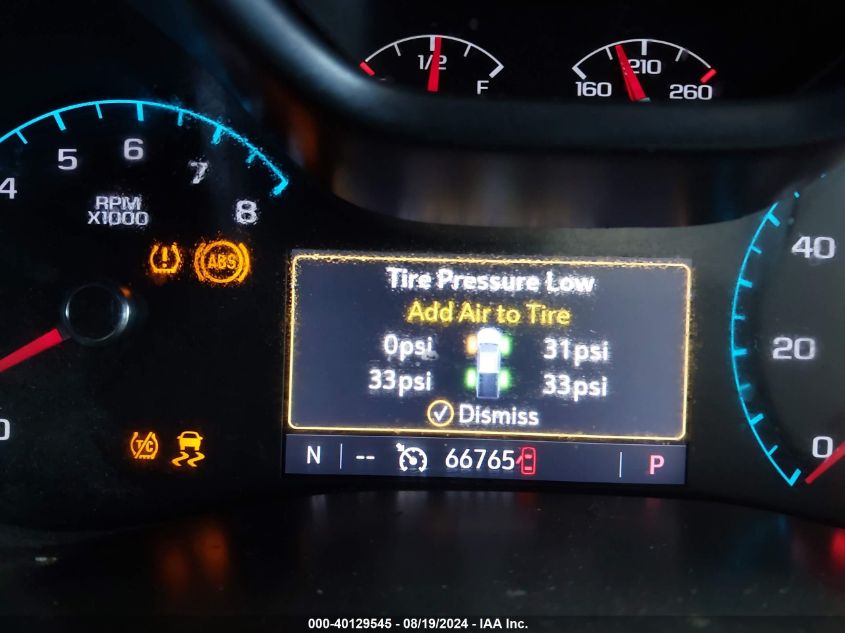 1/2
F
160 210 260
4 5 6 7 8
RPM
X1000
ABS
0
Tire Pressure Low
Add Air to Tire
0psi 31psi
33psi 33psi
Dismiss
N -- 66765 P
T/C
40
20
0
000-40129545 - 08/19/2024 - IAA Inc.